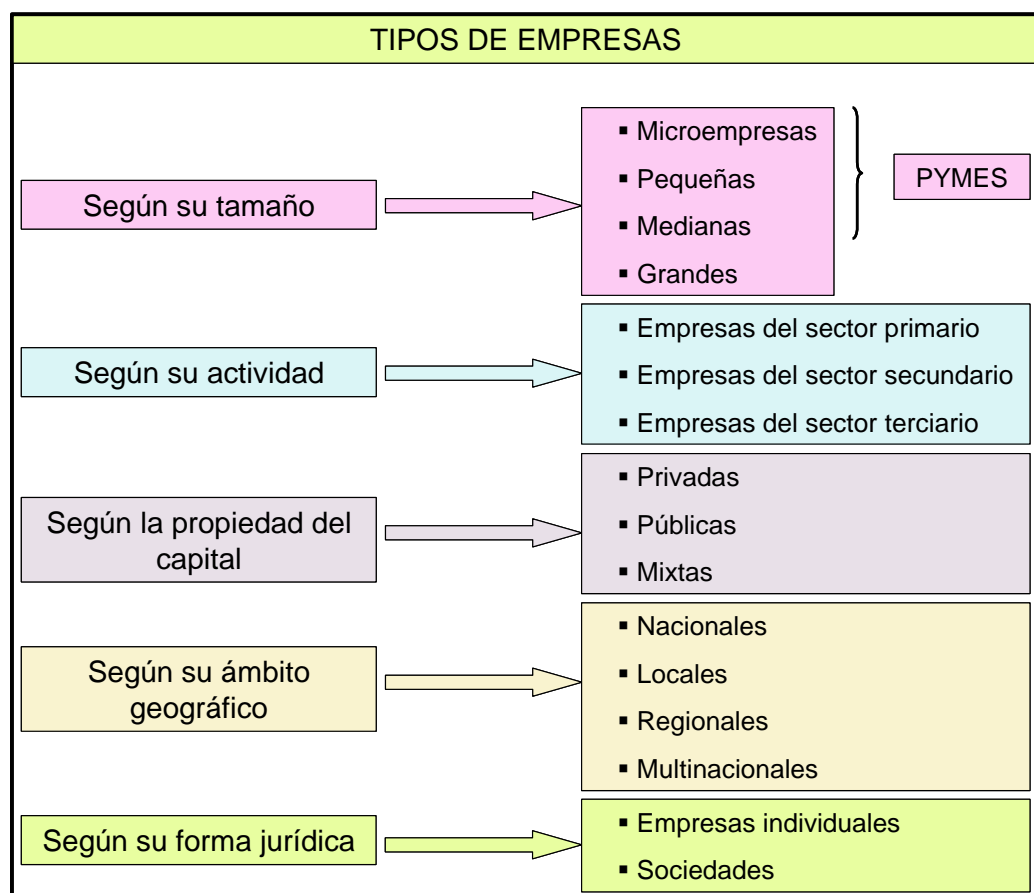 TIPOS DE EMPRESAS
Según su tamaño
▪ Microempresas
▪ Pequeñas
▪ Medianas
▪ Grandes
PYMES
Según su actividad
▪ Empresas del sector primario
▪ Empresas del sector secundario
▪ Empresas del sector terciario
Según la propiedad del
capital
▪ Privadas
▪ Públicas
▪ Mixtas
Según su ámbito
geográfico
▪ Nacionales
▪ Locales
▪ Regionales
▪ Multinacionales
Según su forma jurídica
▪ Empresas individuales
▪ Sociedades